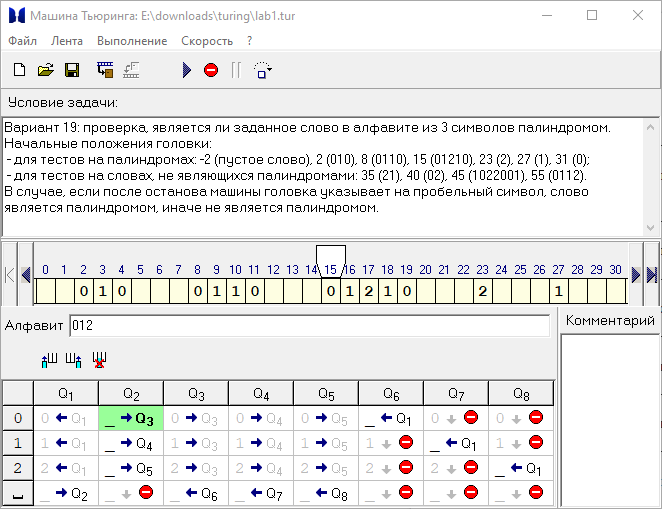 Машина Тьюринга: E:\downloads\turing\lab1.tur
Файл Лента Выполнение Скорость ?
Условие задачи:
Вариант 19: проверка, является ли заданное слово в алфавите из 3 символов палиндромом.
Начальные положения головки:
- для тестов на палиндромах: -2 (пустое слово), 2 (010), 8 (0110), 15 (01210), 23 (2), 27 (1), 31 (0);
- для тестов на словах, не являющихся палиндромами: 35 (21), 40 (02), 45 (1022001), 55 (0112).
В случае, если после останова машины головка указывает на пробельный символ, слово
является палиндромом, иначе не является палиндромом.
0 1 2 3 4 5 6 7 8 9 10 11 12 13 14 15 16 17 18 19 20 21 22 23 24 25 26 27 28 29 30
0 1 0 0 1 1 0 0 1 2 1 0 2 1
Алфавит 012
Комментарий
Q1 Q2 Q3 Q4 Q5 Q6 Q7 Q8
0 0 ← Q1 _ → Q3 0 → Q3 0 → Q4 0 → Q5 _ ← Q1 0 ↓ 0 ↓
1 1 ← Q1 _ → Q4 1 → Q3 1 → Q4 1 → Q5 1 ↓ _ ← Q1 1 ↓
2 2 ← Q1 _ → Q5 2 → Q3 2 → Q4 2 → Q5 2 ↓ 2 ↓ _ ← Q1
_ → Q2 _ ↓ _ ← Q6 _ ← Q7 _ ← Q8 _ ↓ _ ↓ _ ↓